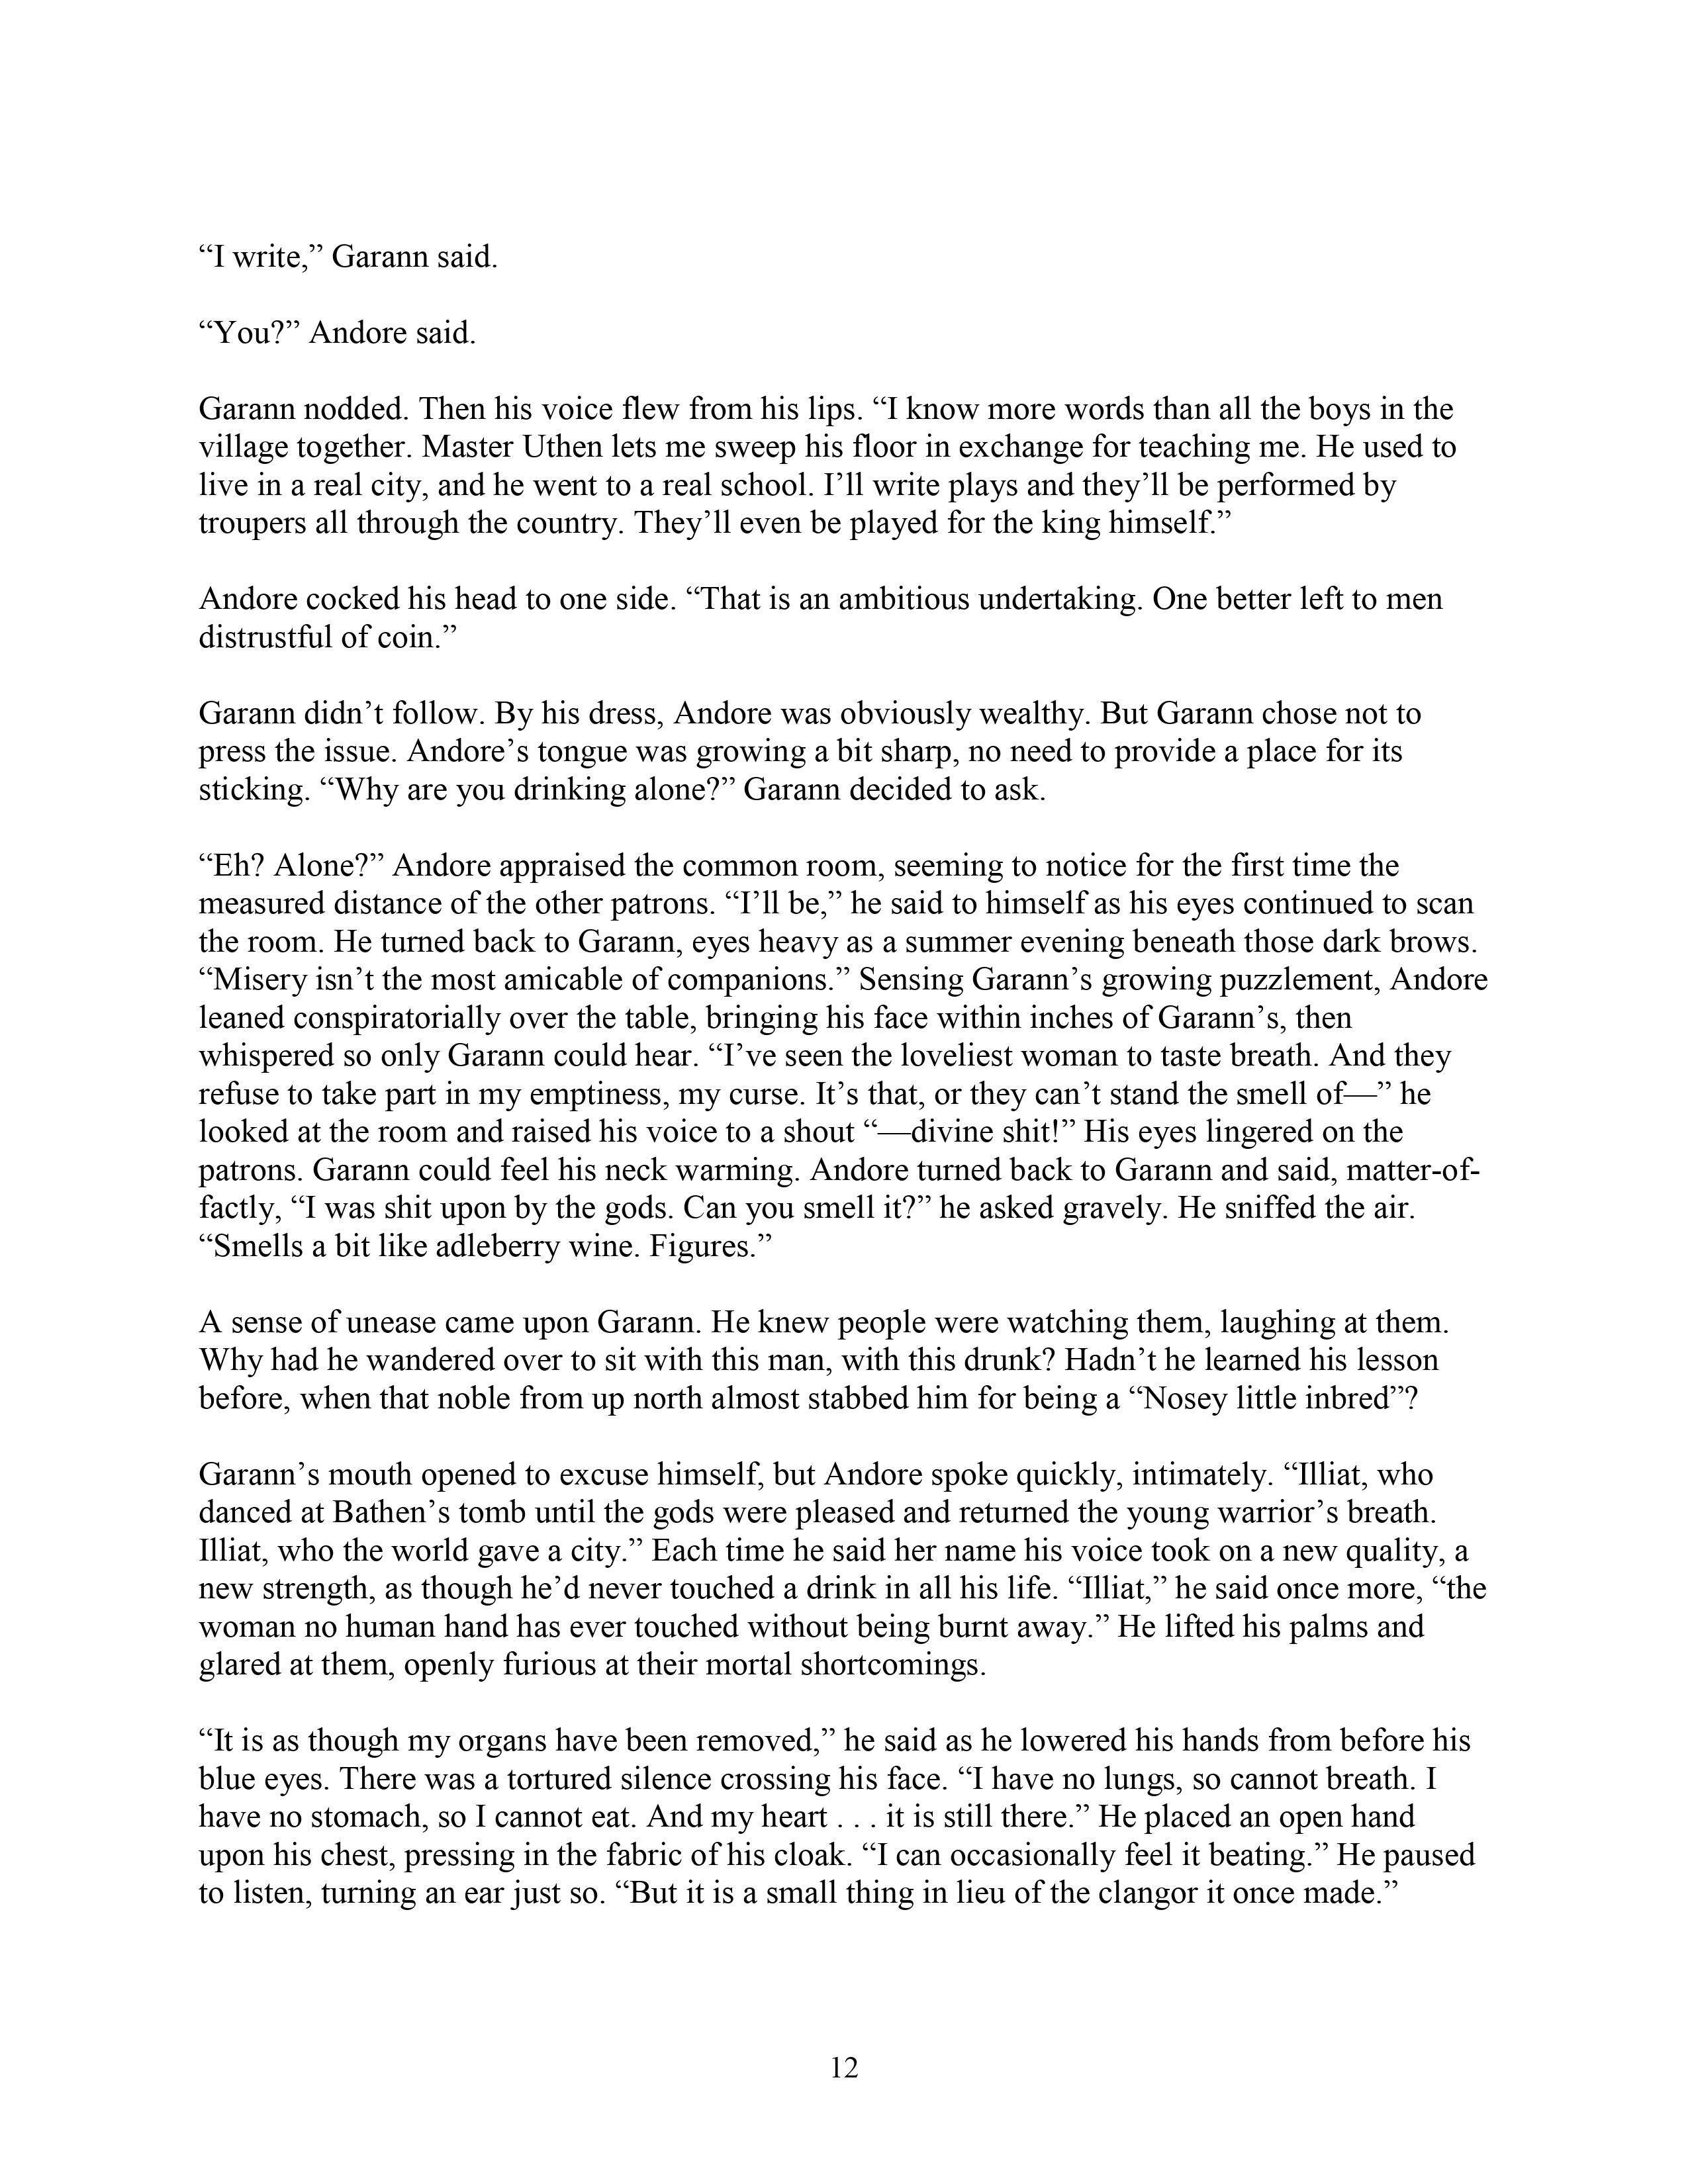 “I write,” Garann said.
“You?” Andore said.
Garann nodded. Then his voice flew from his lips. “I know more words than all the boys in the
village together. Master Uthen lets me sweep his floor in exchange for teaching me. He used to
live in a real city, and he went to a real school. I’ll write plays and they’ll be performed by
troupers all through the country. They’ll even be played for the king himself.”
Andore cocked his head to one side. “That is an ambitious undertaking. One better left to men
distrustful of coin.”
Garann didn’t follow. By his dress, Andore was obviously wealthy. But Garann chose not to
press the issue. Andore’s tongue was growing a bit sharp, no need to provide a place for its
sticking. “Why are you drinking alone?” Garann decided to ask.
“Eh? Alone?” Andore appraised the common room, seeming to notice for the first time the
measured distance of the other patrons. “I’ll be,” he said to himself as his eyes continued to scan
the room. He turned back to Garann, eyes heavy as a summer evening beneath those dark brows.
“Misery isn’t the most amicable of companions.” Sensing Garann’s growing puzzlement, Andore
leaned conspiratorially over the table, bringing his face within inches of Garann’s, then
whispered so only Garann could hear. “I’ve seen the loveliest woman to taste breath. And they
refuse to take part in my emptiness, my curse. It’s that, or they can’t stand the smell of—” he
looked at the room and raised his voice to a shout “—divine shit!” His eyes lingered on the
patrons. Garann could feel his neck warming. Andore turned back to Garann and said, matter-of-
factly, “I was shit upon by the gods. Can you smell it?” he asked gravely. He sniffed the air.
“Smells a bit like adleberry wine. Figures.”
A sense of unease came upon Garann. He knew people were watching them, laughing at them.
Why had he wandered over to sit with this man, with this drunk? Hadn’t he learned his lesson
before, when that noble from up north almost stabbed him for being a “Nosey little inbred”?
Garann’s mouth opened to excuse himself, but Andore spoke quickly, intimately. “Illiat, who
danced at Bathen’s tomb until the gods were pleased and returned the young warrior’s breath.
Illiat, who the world gave a city.” Each time he said her name his voice took on a new quality, a
new strength, as though he’d never touched a drink in all his life. “Illiat,” he said once more, “the
woman no human hand has ever touched without being burnt away.” He lifted his palms and
glared at them, openly furious at their mortal shortcomings.
“It is as though my organs have been removed,” he said as he lowered his hands from before his
blue eyes. There was a tortured silence crossing his face. “I have no lungs, so cannot breath. I
have no stomach, so I cannot eat. And my heart . . . it is still there.” He placed an open hand
upon his chest, pressing in the fabric of his cloak. “I can occasionally feel it beating.” He paused
to listen, turning an ear just so. “But it is a small thing in lieu of the clangor it once made.”
12